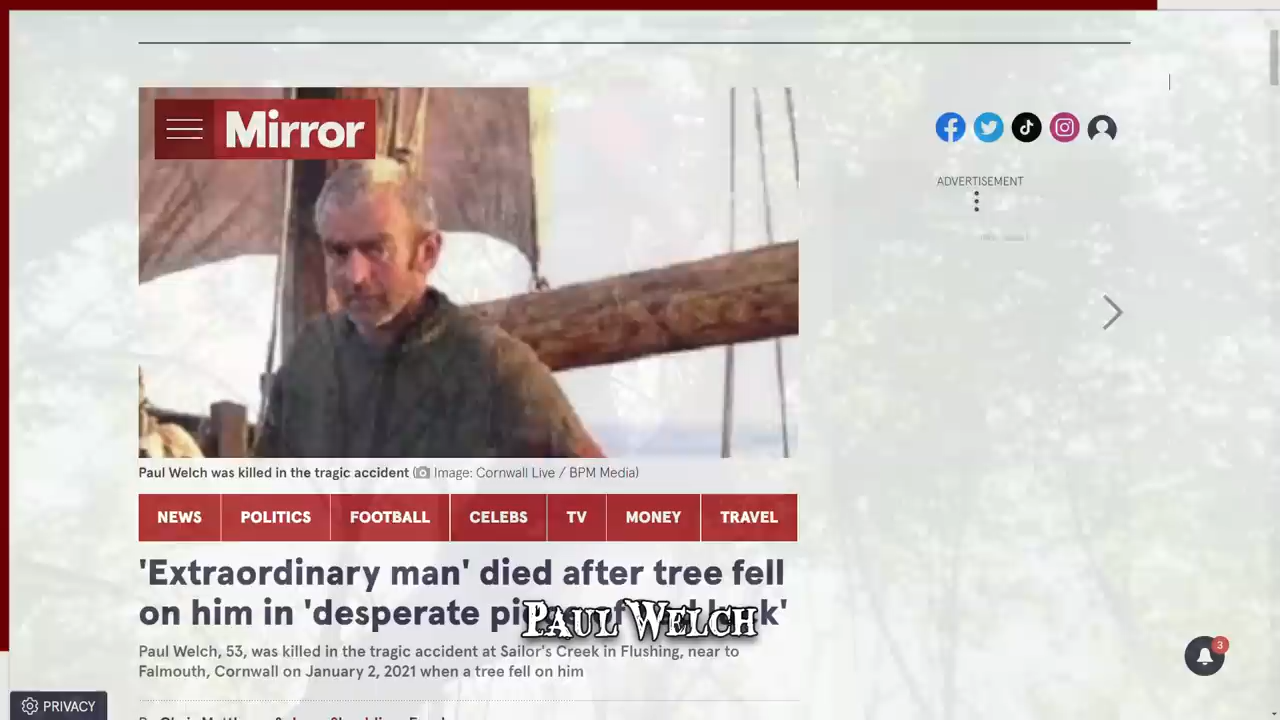 Mirror
ADVERTISEMENT
Paul Welch was killed in the tragic accident (Image: Cornwall Live / BPM Media)
NEWS POLITICS FOOTBALL CELEBS TV MONEY TRAVEL
'Extraordinary man' died after tree fell
on him in 'desperate
PAUL WELCH
Paul Welch, 53, was killed in the tragic accident at Sailor's Creek in Flushing, near to
Falmouth, Cornwall on January 2, 2021 when a tree fell on him
3
PRIVACY